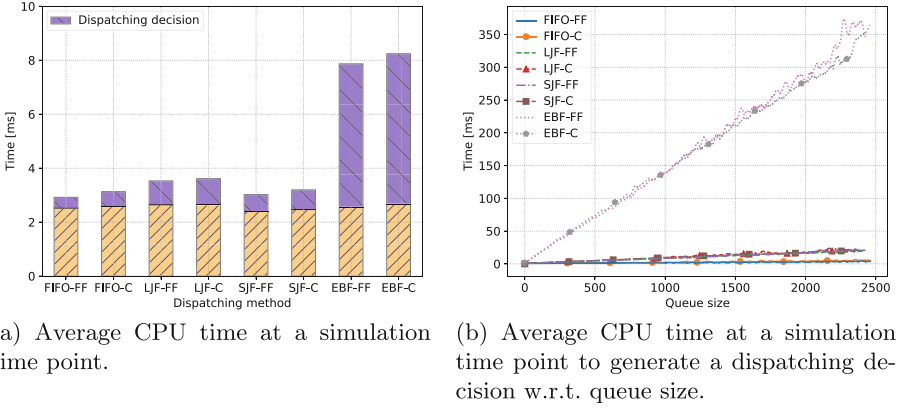 10
8
6
4
2
0
Time [ms]
Dispatching decision
FIFO-FF FIFO-C LJF-FF LJF-C SJF-FF SJF-C EBF-FF EBF-C
Dispatching method
350
300
250
200
150
100
50
0
Time [ms]
FIFO-FF
FIFO-C
LJF-FF
LJF-C
SJF-FF
SJF-C
EBF-FF
EBF-C
0 500 1000 1500 2000 2500
Queue size
a) Average CPU time at a simulation
ime point.
(b) Average CPU time at a simulation
time point to generate a dispatching de-
cision w.r.t. queue size.